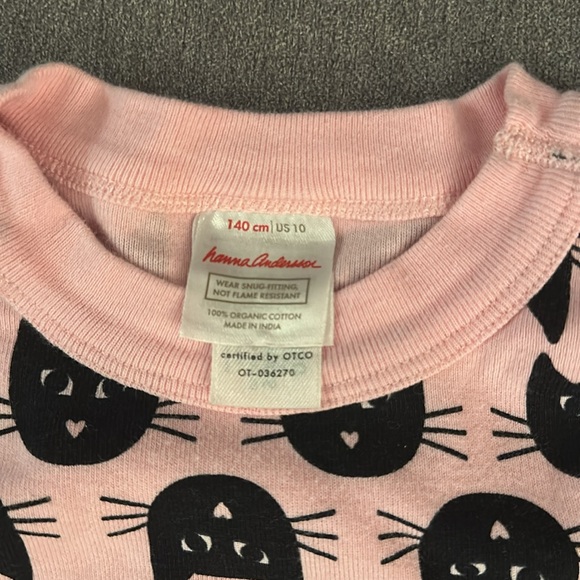 140 cm | US 10
hanna andersson
WEAR SNUG-FITTING,
NOT FLAME RESISTANT
100% ORGANIC COTTON
MADE IN INDIA
certified by OTCO
OT-036270